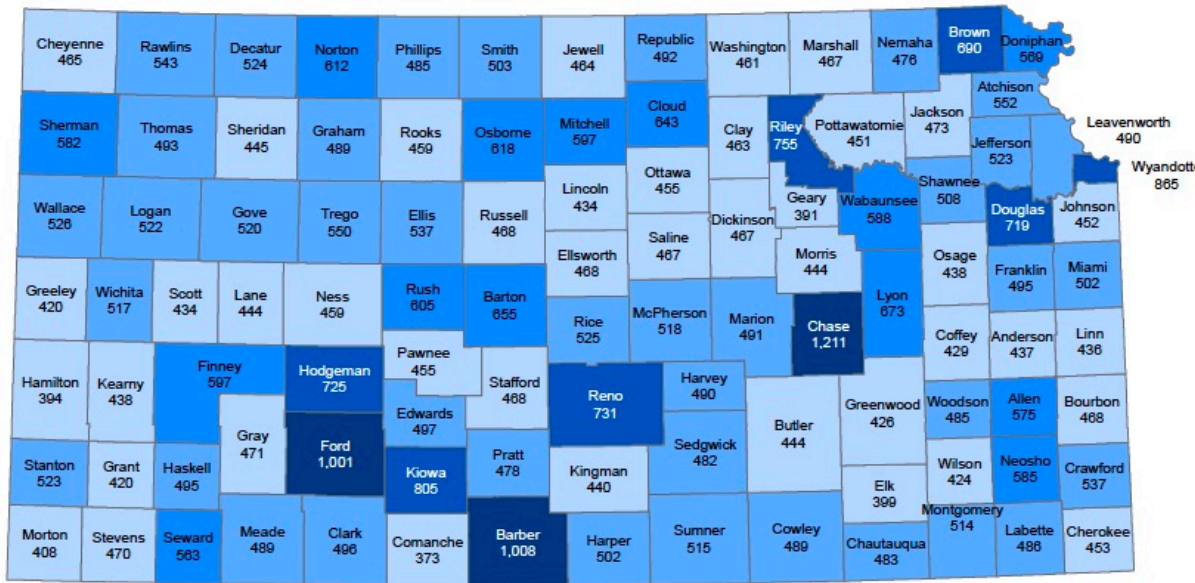 Cheyenne
465
Rawlins
543
Decatur
524
Norton
612
Phillips
485
Smith
503
Jewell
464
Republic
492
Washington
461
Marshall
467
Nemaha
476
Brown
690
Doniphan
569
Atchison
552
Sherman
582
Thomas
493
Sheridan
445
Graham
489
Rooks
459
Osborne
618
Mitchell
597
Cloud
643
Clay
463
Riley
755
Pottawatomie
451
Jackson
473
Jefferson
523
Leavenworth
490
Wyandotte
865
Wallace
526
Logan
522
Gove
520
Trego
550
Ellis
537
Russell
468
Lincoln
434
Ottawa
455
Saline
467
Dickinson
467
Geary
391
Wabaunsee
588
Shawnee
508
Douglas
719
Johnson
452
Ellsworth
468
Morris
444
Osage
438
Franklin
495
Miami
502
Greeley
420
Wichita
517
Scott
434
Lane
444
Ness
459
Rush
605
Barton
655
Rice
525
McPherson
518
Marion
491
Chase
1,211
Lyon
673
Coffey
429
Anderson
437
Linn
436
Hamilton
394
Kearny
438
Finney
597
Hodgeman
725
Pawnee
455
Stafford
468
Reno
731
Harvey
490
Butler
444
Greenwood
426
Woodson
485
Allen
575
Bourbon
468
Gray
471
Ford
1,001
Edwards
497
Kiowa
805
Pratt
478
Kingman
440
Sedgwick
482
Elk
399
Wilson
424
Neosho
585
Crawford
537
Stanton
523
Grant
420
Haskell
495
Morton
408
Stevens
470
Seward
563
Meade
489
Clark
496
Comanche
373
Barber
1,008
Harper
502
Sumner
515
Cowley
489
Chautauqua
483
Montgomery
514
Labette
486
Cherokee
453